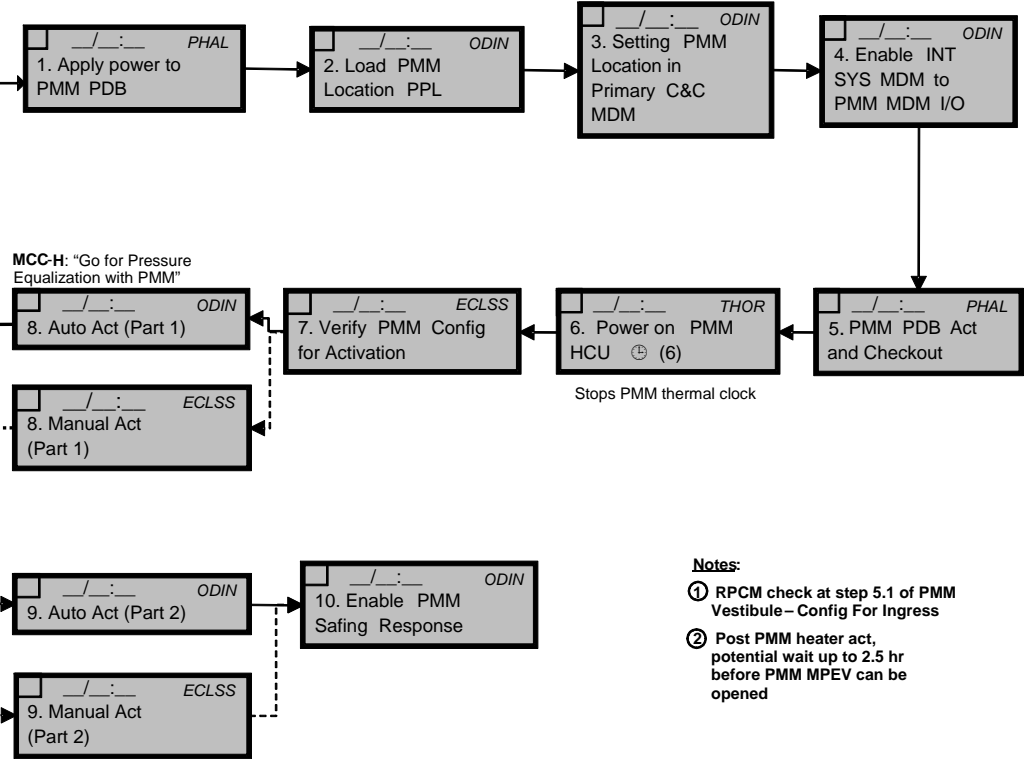 __/__:__ PHAL
1. Apply power to
PMM PDB
__/__:__ ODIN
2. Load PMM
Location PPL
__/__:__ ODIN
3. Setting PMM
Location in
Primary C&C
MDM
__/__:__ ODIN
4. Enable INT
SYS MDM to
PMM MDM I/O
MCC-H: “Go for Pressure
Equalization with PMM”
__/__:__ ODIN
8. Auto Act (Part 1)
__/__:__ ECLSS
7. Verify PMM Config
for Activation
__/__:__ THOR
6. Power on PMM
HCU 🕒 (6)
Stops PMM thermal clock
__/__:__ PHAL
5. PMM PDB Act
and Checkout
__/__:__ ECLSS
8. Manual Act
(Part 1)
__/__:__ ODIN
9. Auto Act (Part 2)
__/__:__ ODIN
10. Enable PMM
Safing Response
__/__:__ ECLSS
9. Manual Act
(Part 2)
Notes:
① RPCM check at step 5.1 of PMM
Vestibule – Config For Ingress
② Post PMM heater act,
potential wait up to 2.5 hr
before PMM MPEV can be
opened